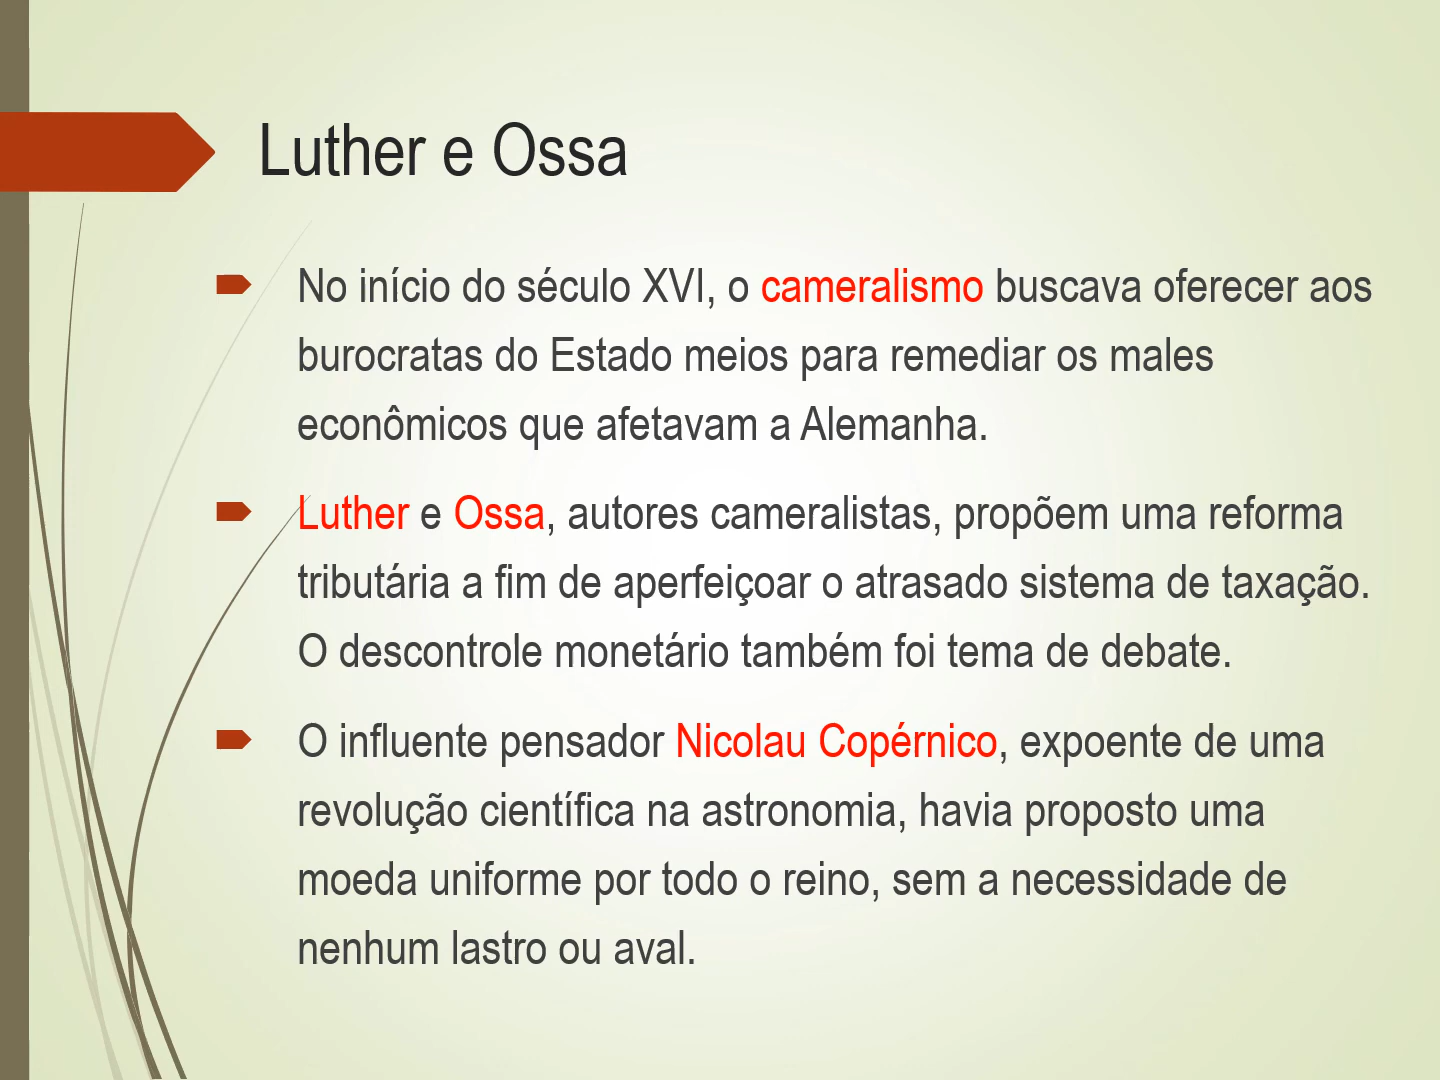 Luther e Ossa
No início do século XVI, o cameralismo buscava oferecer aos
burocratas do Estado meios para remediar os males
econômicos que afetavam a Alemanha.
Luther e Ossa, autores cameralistas, propõem uma reforma
tributária a fim de aperfeiçoar o atrasado sistema de taxação.
O descontrole monetário também foi tema de debate.
O influente pensador Nicolau Copérnico, expoente de uma
revolução científica na astronomia, havia proposto uma
moeda uniforme por todo o reino, sem a necessidade de
nenhum lastro ou aval.